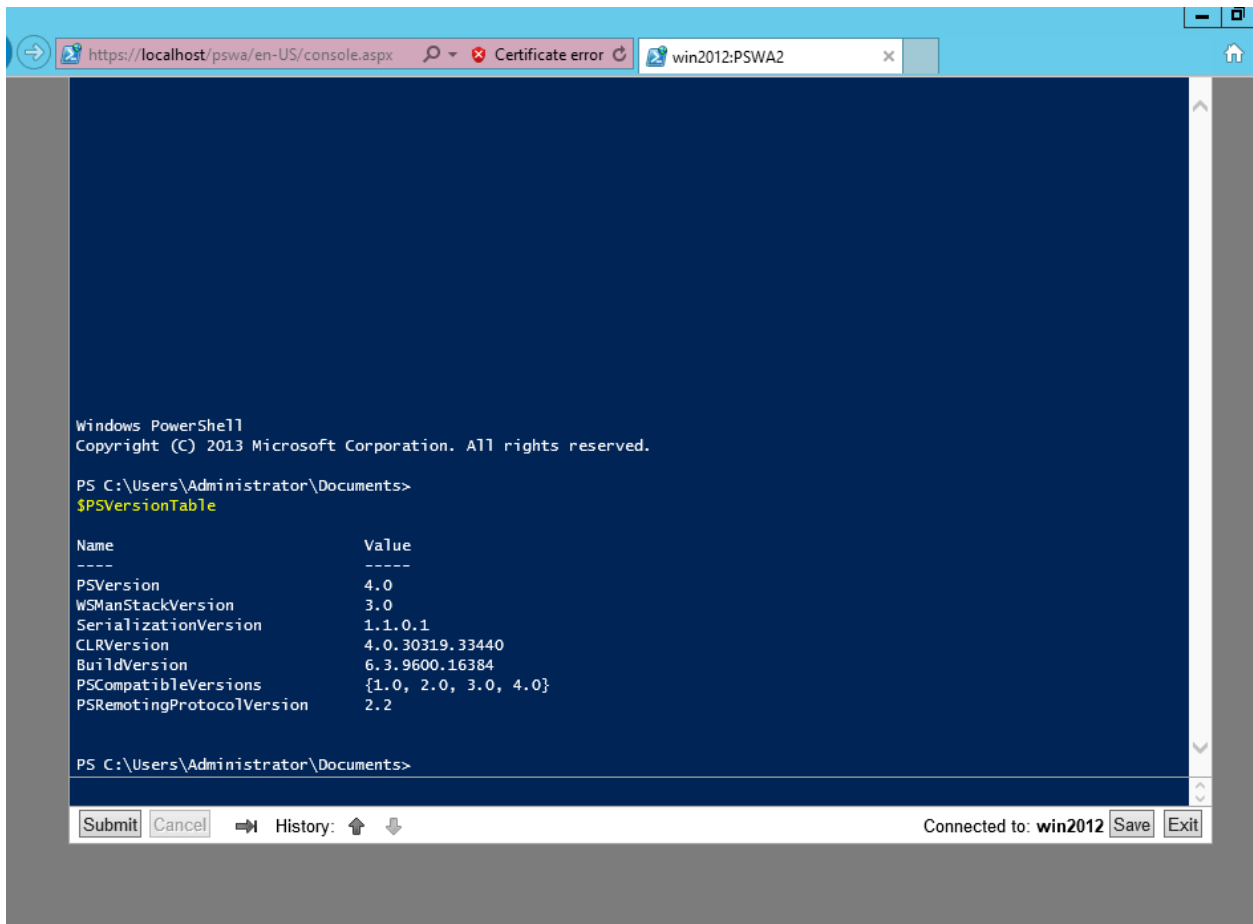 https://localhost/pswa/en-US/console.aspx Certificate error win2012:PSWA2
Windows PowerShell
Copyright (C) 2013 Microsoft Corporation. All rights reserved.
PS C:\Users\Administrator\Documents>
$PSVersionTable
Name Value
---- -----
PSVersion 4.0
WSManStackVersion 3.0
SerializationVersion 1.1.0.1
CLRVersion 4.0.30319.33440
BuildVersion 6.3.9600.16384
PSCompatibleVersions {1.0, 2.0, 3.0, 4.0}
PSRemotingProtocolVersion 2.2
PS C:\Users\Administrator\Documents>
Submit Cancel History: Connected to: win2012 Save Exit